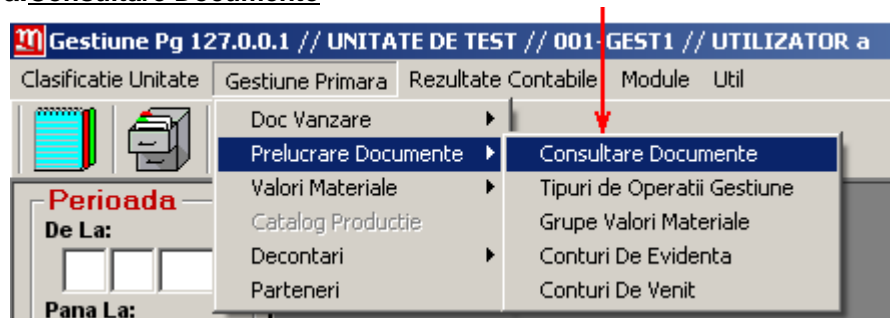 a.Consultare Documente
Gestiune Pg 127.0.0.1 // UNITATE DE TEST // 001-GEST1 // UTILIZATOR a
Clasificatie Unitate Gestiune Primara Rezultate Contabile Module Util
Doc Vanzare
Prelucrare Documente
Valori Materiale
Catalog Productie
Decontari
Parteneri
Consultare Documente
Tipuri de Operatii Gestiune
Grupe Valori Materiale
Conturi De Evidenta
Conturi De Venit
Perioada
De La:
Pana La: